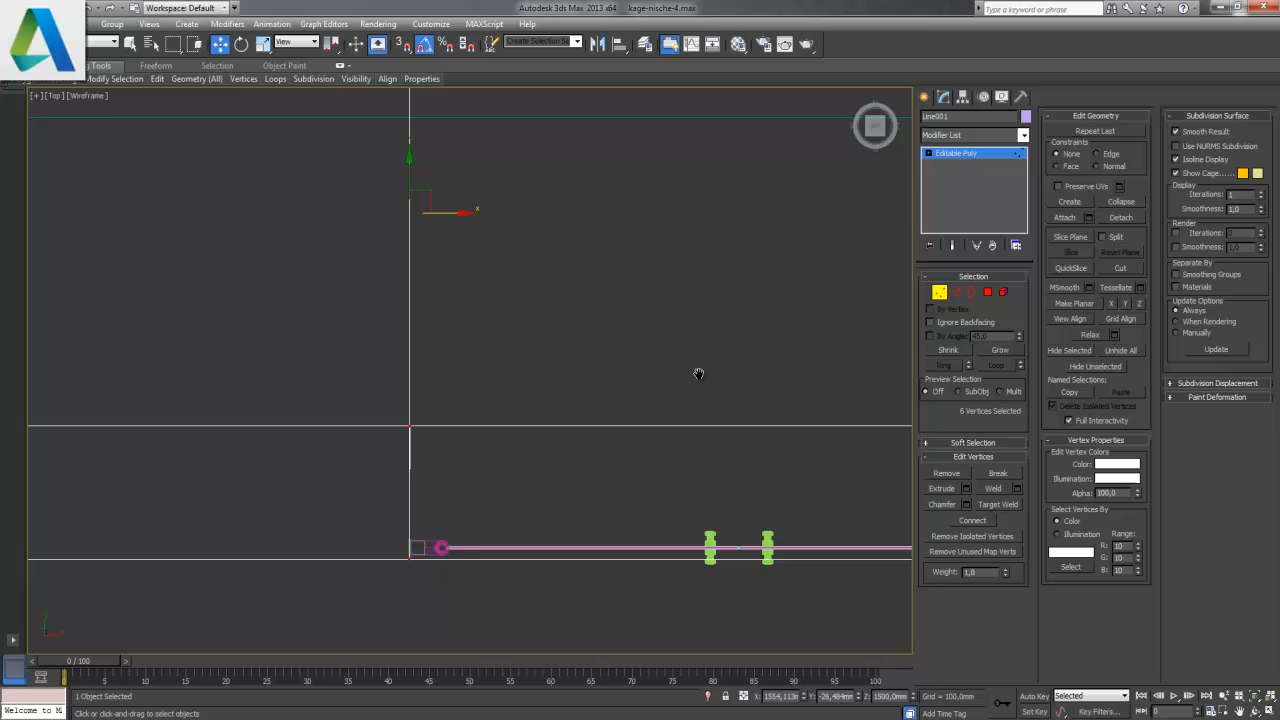 Autodesk 3ds Max 2013 x64 kage-nische-4.max
Workspace: Default
Type a keyword or phrase
Group Views Create Modifiers Animation Graph Editors Rendering Customize MAXScript Help
View
Create Selection Se
Tools Freeform Selection Object Paint
Modify Selection Edit Geometry (All) Vertices Loops Subdivision Visibility Align Properties
[+] [Top] [Wireframe]
x
Line001
Modifier List
Editable Poly
Selection
By Vertex
Ignore Backfacing
By Angle: 45,0
Shrink Grow
Ring Loop
Preview Selection
Off SubObj Multi
6 Vertices Selected
Soft Selection
Edit Vertices
Remove Break
Extrude Weld
Chamfer Target Weld
Connect
Remove Isolated Vertices
Remove Unused Map Verts
Weight: 1,0
Edit Geometry
Repeat Last
Constraints
None Edge
Face Normal
Preserve UVs
Create Collapse
Attach Detach
Slice Plane Split
Slice Reset Plane
QuickSlice Cut
MSmooth Tessellate
Make Planar X Y Z
View Align Grid Align
Relax
Hide Selected Unhide All
Hide Unselected
Named Selections:
Copy Paste
Delete Isolated Vertices
Full Interactivity
Vertex Properties
Edit Vertex Colors
Color:
Illumination:
Alpha: 100,0
Select Vertices By
Color
Illumination
Range:
R: 10
G: 10
B: 10
Select
Subdivision Surface
Smooth Result
Use NURMS Subdivision
Isoline Display
Show Cage......
Display
Iterations: 1
Smoothness: 1,0
Render
Iterations: 0
Smoothness: 1,0
Separate By
Smoothing Groups
Materials
Update Options
Always
When Rendering
Manually
Update
Subdivision Displacement
Paint Deformation
0 / 100
5 10 15 20 25 30 35 40 45 50 55 60 65 70 75 80 85 90 95 100
1 Object Selected
X: 1554,113m Y: -26,484mm Z: 1500,0mm
Grid = 100,0mm
Auto Key Selected
Welcome to M
Click or click-and-drag to select objects
Add Time Tag
Set Key Key Filters... 0